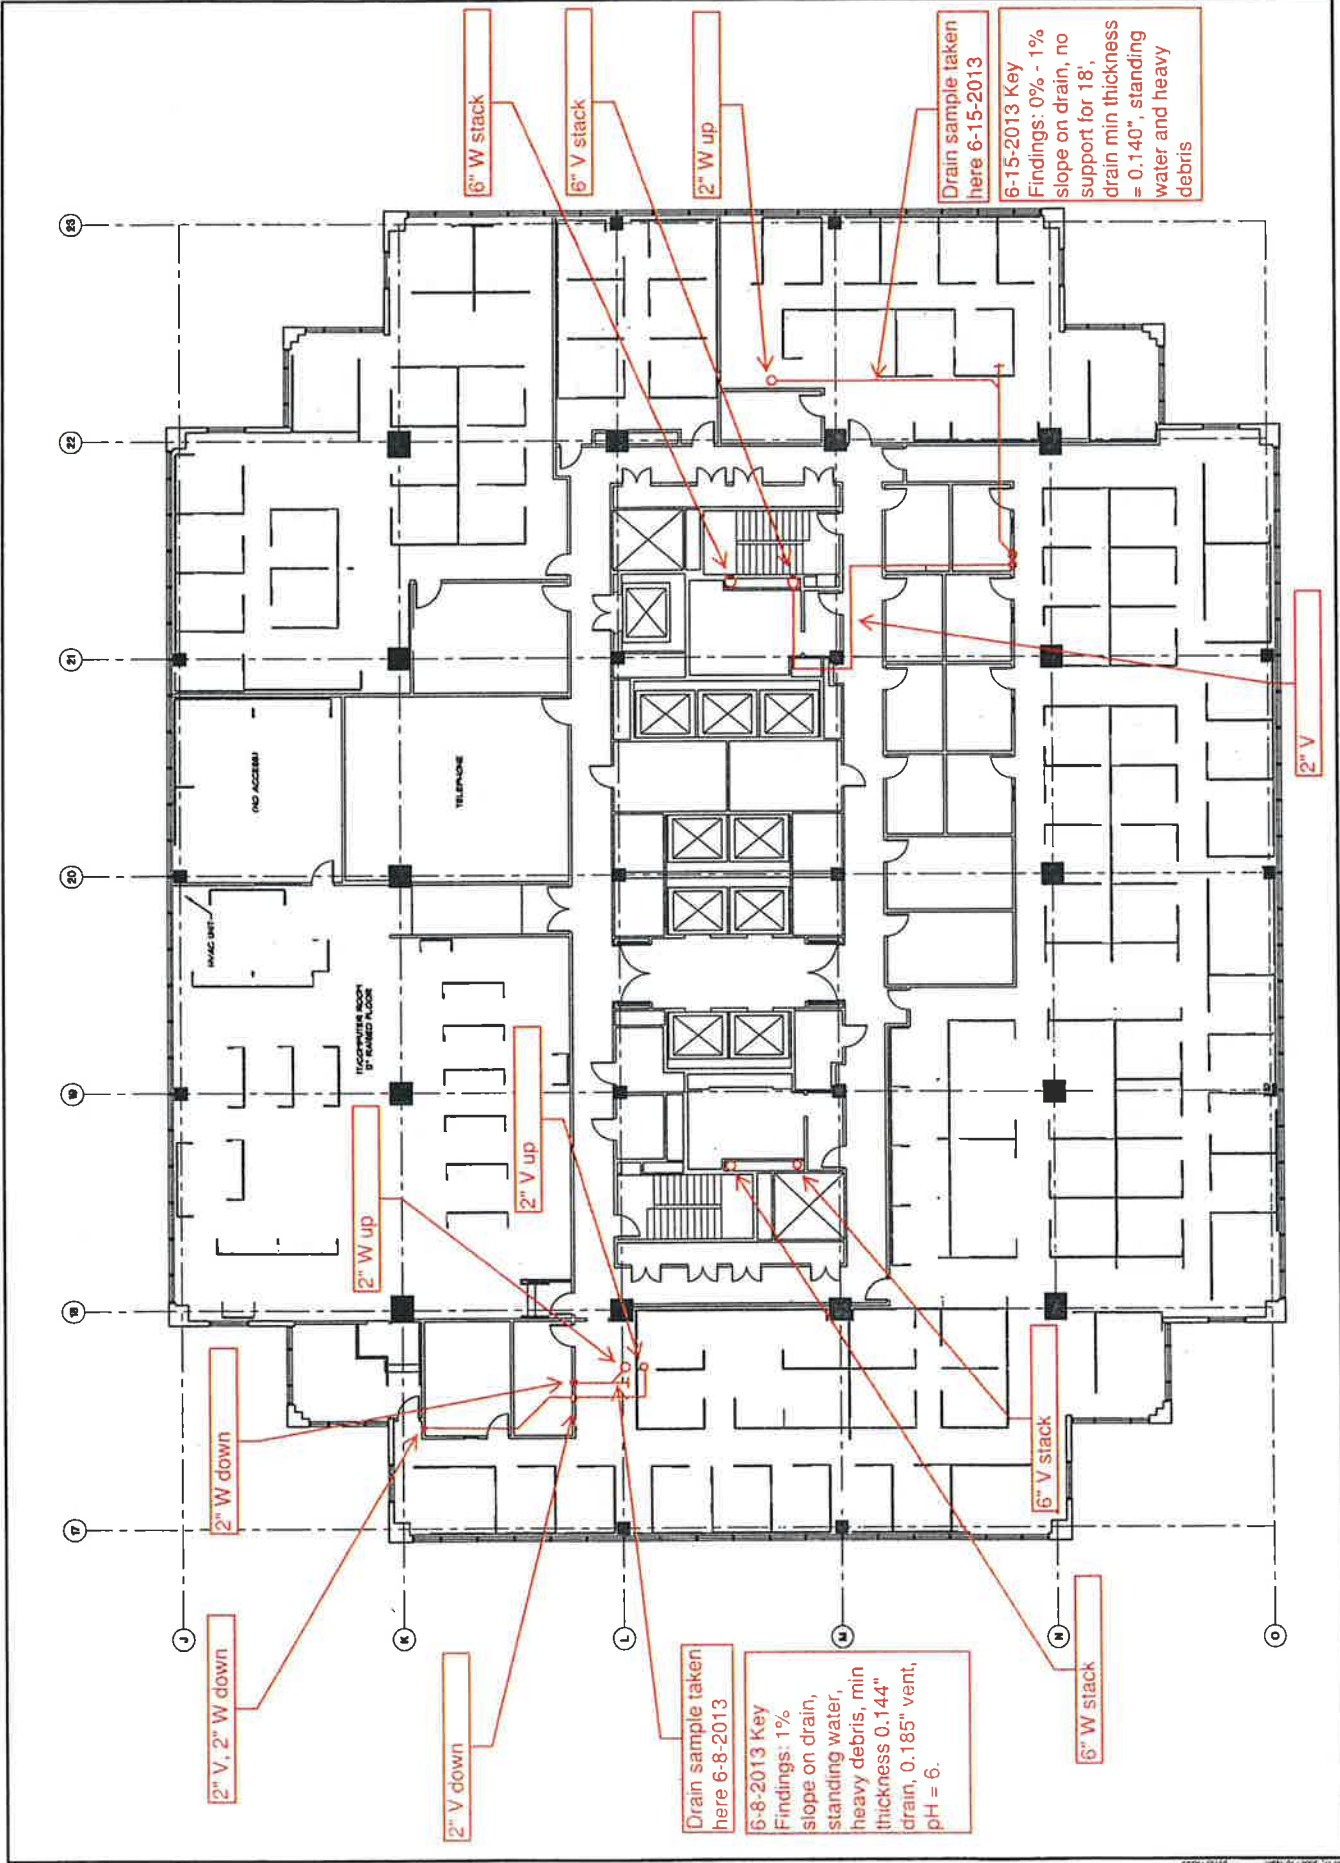 6" W stack
6" V stack
2" W up
Drain sample taken
here 6-15-2013
6-15-2013 Key
Findings: 0% - 1%
slope on drain, no
support for 18',
drain min thickness
= 0.140", standing
water and heavy
debris
23
22
21
20
19
18
17
(NO ACCESS)
TELEPHONE
HVAC UNIT
IT/COMPUTER ROOM
12" RAISED FLOOR
2" V
2" V up
2" W up
2" W down
2" V, 2" W down
2" V down
6" V stack
6" W stack
J
K
L
M
N
O
Drain sample taken
here 6-8-2013
6-8-2013 Key
Findings: 1%
slope on drain,
standing water,
heavy debris, min
thickness 0.144"
drain, 0.185" vent,
pH = 6.